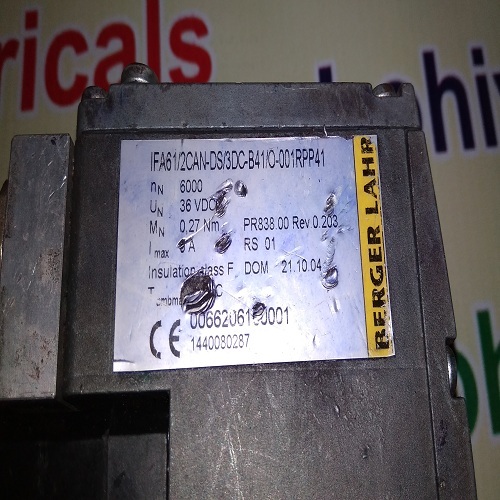 ricals
ohiv
IFA61/2CAN-DS/3DC-B41/O-001RPP41
nN 6000
UN 36 VDC
MN 0,27 Nm PR838.00 Rev 0.203
Imax A RS 01
Insulation class F DOM 21.10.04
T C
CE 1440080287
BERGER LAHR